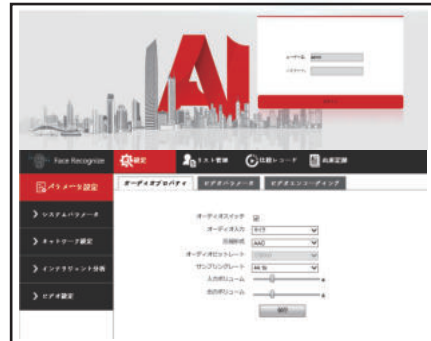 AI
ユーザー名
admin
パスワード
Face Recognize
設定
リスト管理
比較レコード
出席記録
パラメータ設定
オーディオプロパティ
ビデオパラメータ
ビデオエンコーディング
システムパラメータ
ネットワーク設定
インテリジェント分析
ビデオ設定
オーディオスイッチ
オーディオ入力
マイク
圧縮形式
AAC
オーディオビットレート
サンプリングレート
入力ボリューム
出力ボリューム
保存